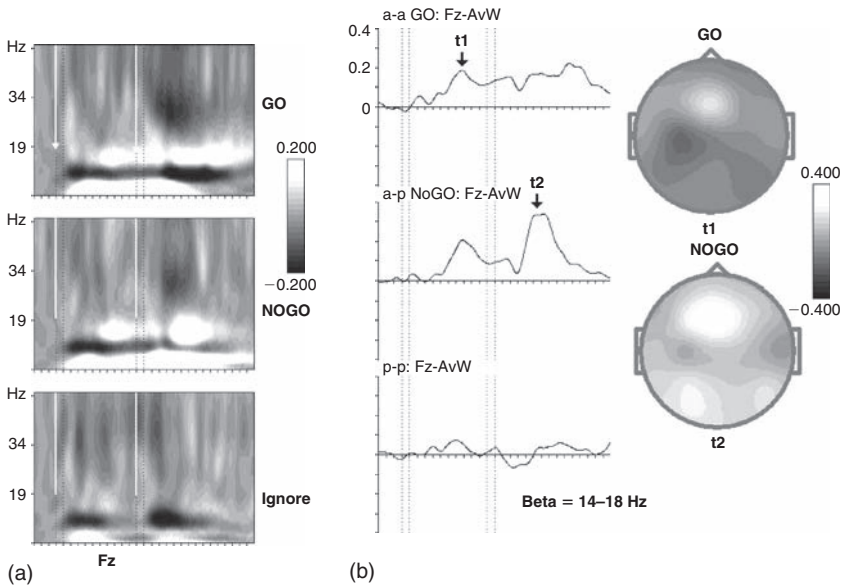 Hz
34
19
GO
0.200
−0.200
34
19
NOGO
Hz
34
19
Ignore
(a)
Fz
a-a GO: Fz-AvW
0.4
t1
0.2
0
a-p NoGO: Fz-AvW
t2
p-p: Fz-AvW
Beta = 14–18 Hz
(b)
GO
t1
0.400
−0.400
NOGO
t2